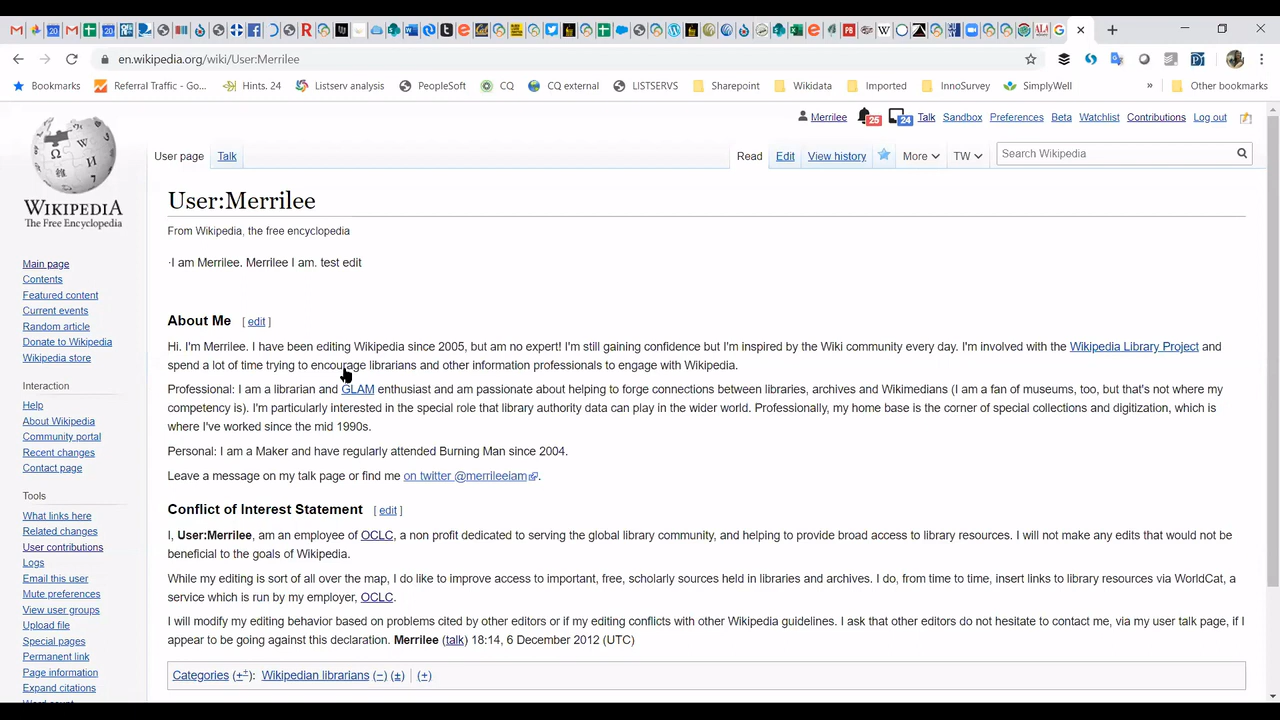 en.wikipedia.org/wiki/User:Merrilee
Bookmarks Referral Traffic - Go... Hints. 24 Listserv analysis PeopleSoft CQ CQ external LISTSERVS Sharepoint Wikidata Imported InnoSurvey SimplyWell » Other bookmarks
Merrilee 25 24 Talk Sandbox Preferences Beta Watchlist Contributions Log out
User page Talk Read Edit View history More TW Search Wikipedia
WIKIPEDIA
The Free Encyclopedia
User:Merrilee
From Wikipedia, the free encyclopedia
·I am Merrilee. Merrilee I am. test edit
About Me [ edit ]
Hi. I'm Merrilee. I have been editing Wikipedia since 2005, but am no expert! I'm still gaining confidence but I'm inspired by the Wiki community every day. I'm involved with the Wikipedia Library Project and
spend a lot of time trying to encourage librarians and other information professionals to engage with Wikipedia.
Professional: I am a librarian and GLAM enthusiast and am passionate about helping to forge connections between libraries, archives and Wikimedians (I am a fan of museums, too, but that's not where my
competency is). I'm particularly interested in the special role that library authority data can play in the wider world. Professionally, my home base is the corner of special collections and digitization, which is
where I've worked since the mid 1990s.
Personal: I am a Maker and have regularly attended Burning Man since 2004.
Leave a message on my talk page or find me on twitter @merrileeiam.
Conflict of Interest Statement [ edit ]
I, User:Merrilee, am an employee of OCLC, a non profit dedicated to serving the global library community, and helping to provide broad access to library resources. I will not make any edits that would not be
beneficial to the goals of Wikipedia.
While my editing is sort of all over the map, I do like to improve access to important, free, scholarly sources held in libraries and archives. I do, from time to time, insert links to library resources via WorldCat, a
service which is run by my employer, OCLC.
I will modify my editing behavior based on problems cited by other editors or if my editing conflicts with other Wikipedia guidelines. I ask that other editors do not hesitate to contact me, via my user talk page, if I
appear to be going against this declaration. Merrilee (talk) 18:14, 6 December 2012 (UTC)
Categories (++): Wikipedian librarians (−) (±) (+)
Main page
Contents
Featured content
Current events
Random article
Donate to Wikipedia
Wikipedia store
Interaction
Help
About Wikipedia
Community portal
Recent changes
Contact page
Tools
What links here
Related changes
User contributions
Logs
Email this user
Mute preferences
View user groups
Upload file
Special pages
Permanent link
Page information
Expand citations